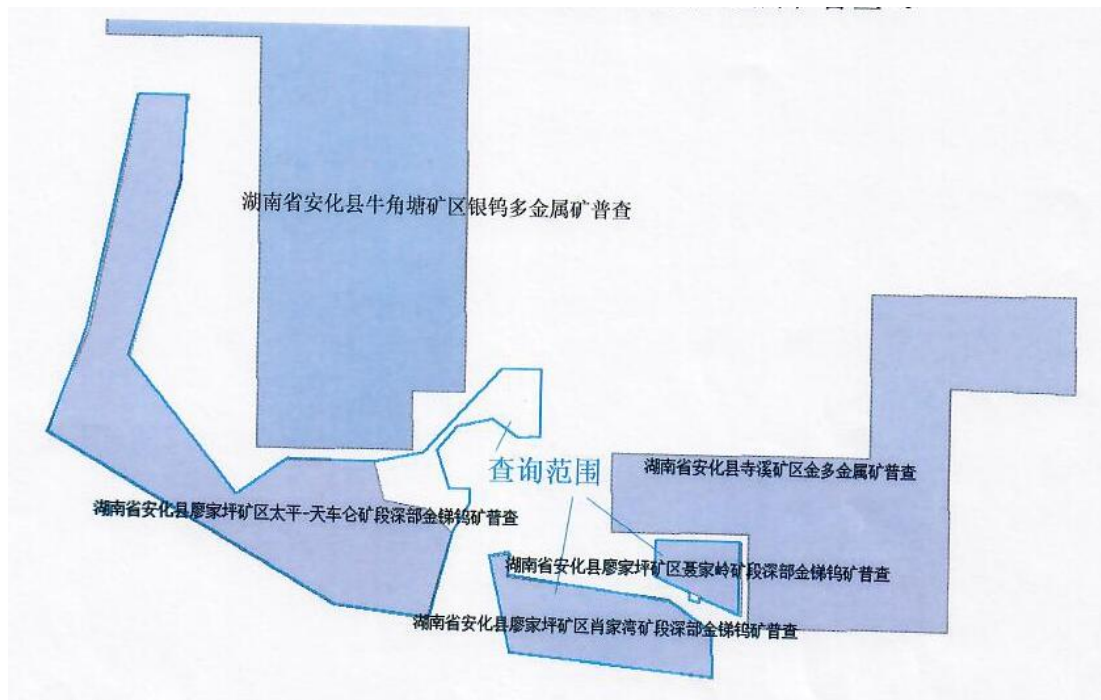 湖南省安化县牛角塘矿区银钨多金属矿普查
查询范围
湖南省安化县寺溪矿区金多金属矿普查
湖南省安化县廖家坪矿区太平-天车仑矿段深部金锑钨矿普查
湖南省安化县廖家坪矿区聂家岭矿段深部金锑钨矿普查
湖南省安化县廖家坪矿区肖家湾矿段深部金锑钨矿普查